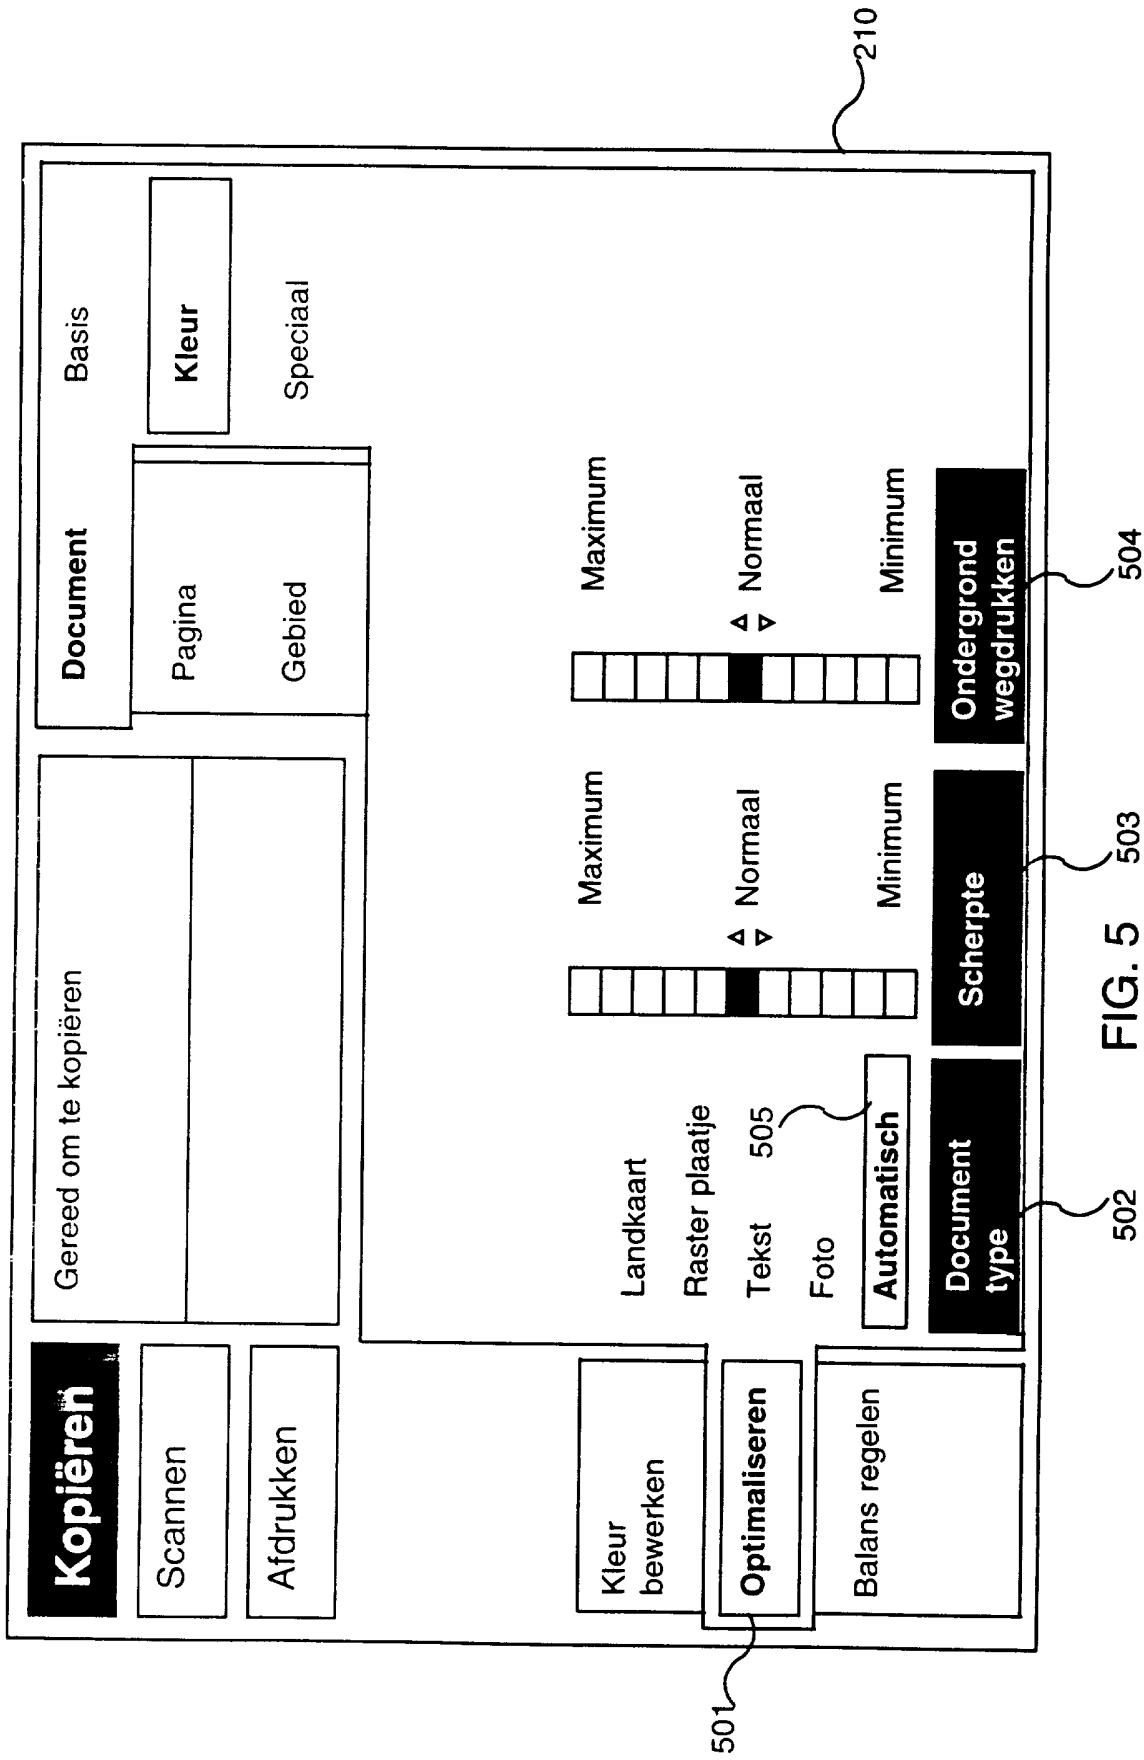 Kopiëren
Scannen
Afdrukken
Gereed om te kopiëren
Document
Pagina
Gebied
Basis
Kleur
Speciaal
Kleur
bewerken
Optimaliseren
Balans regelen
501
Landkaart
Raster plaatje
Tekst
Foto
Automatisch
505
Document
type
502
Maximum
Normaal
Minimum
Scherpte
503
Maximum
Normaal
Minimum
Ondergrond
wegdrukken
504
210
FIG. 5